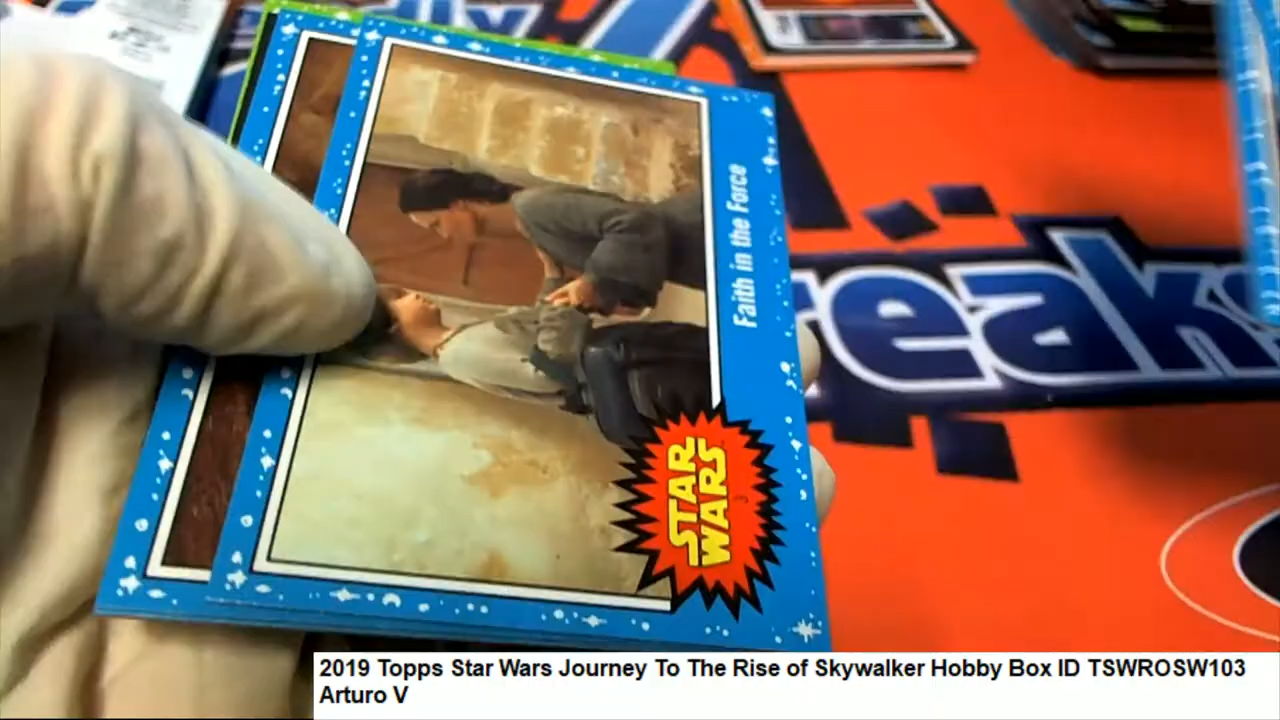 Faith in the Force
STAR
WARS
reaks
2019 Topps Star Wars Journey To The Rise of Skywalker Hobby Box ID TSWROSW103
Arturo V